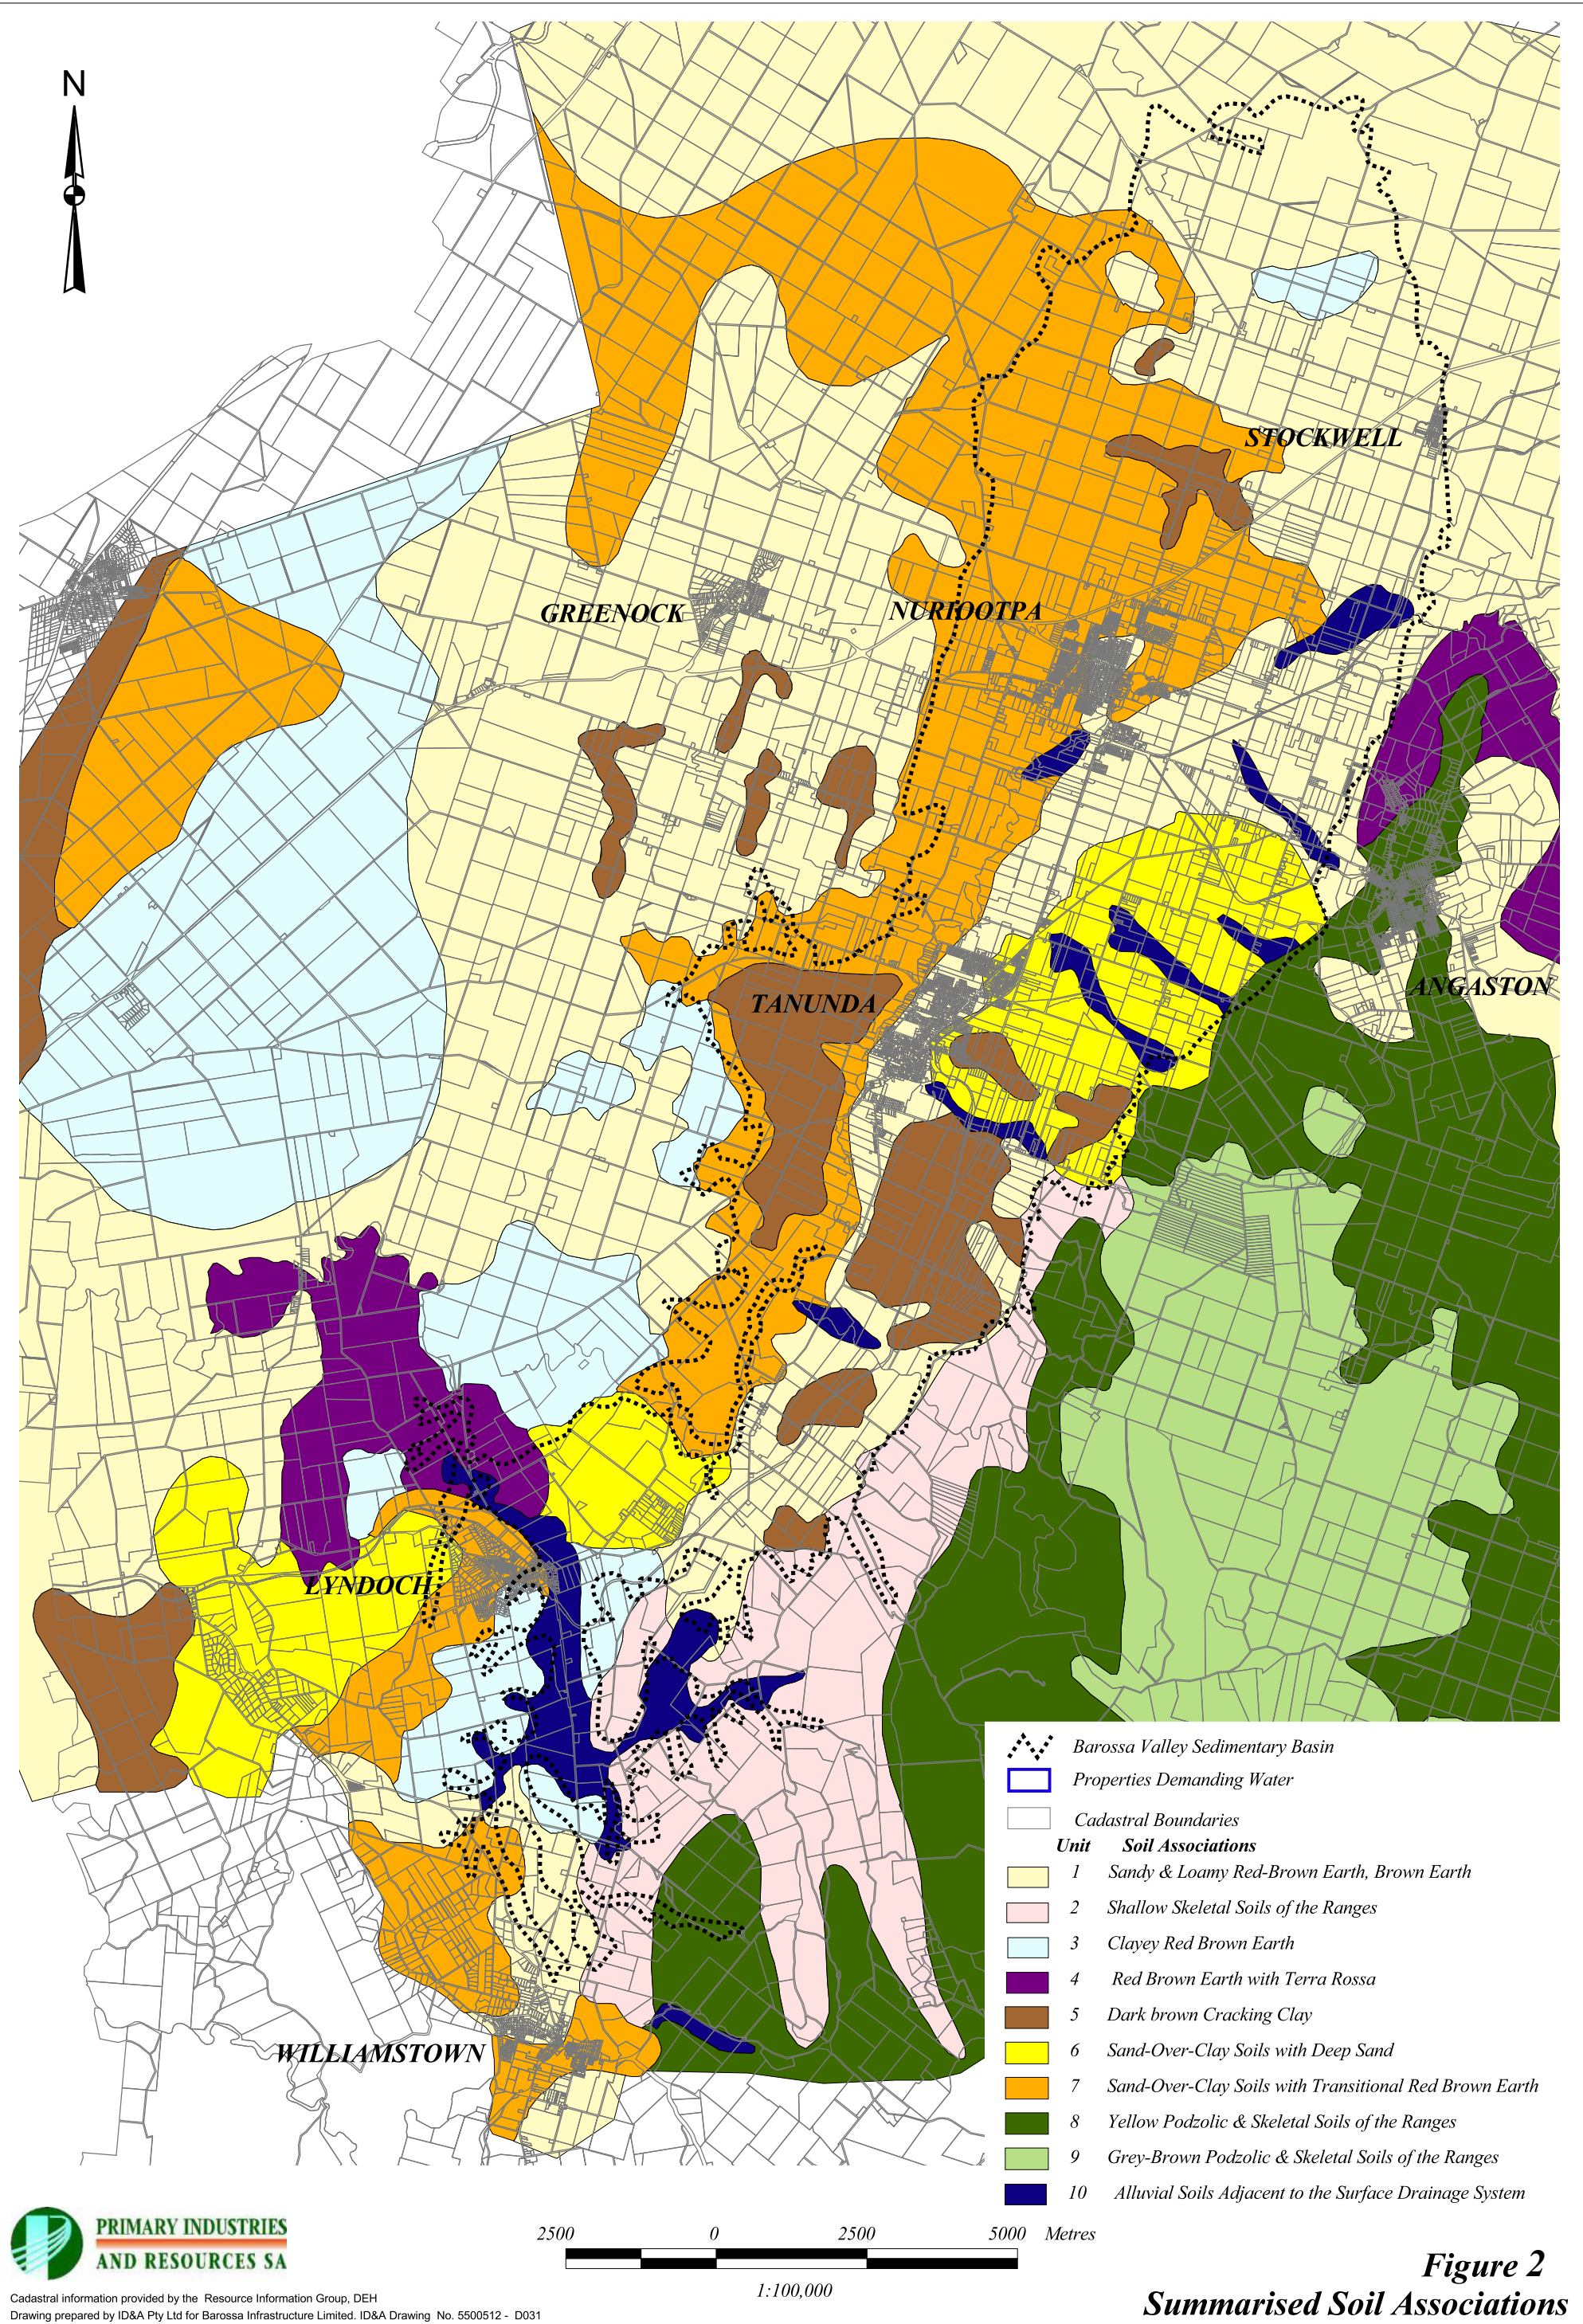 N
STOCKWELL
GREENOCK
NURIOOTPA
TANUNDA
ANGASTON
LYNDOCH
WILLIAMSTOWN
Barossa Valley Sedimentary Basin
Properties Demanding Water
Cadastral Boundaries
Unit Soil Associations
1 Sandy & Loamy Red-Brown Earth, Brown Earth
2 Shallow Skeletal Soils of the Ranges
3 Clayey Red Brown Earth
4 Red Brown Earth with Terra Rossa
5 Dark brown Cracking Clay
6 Sand-Over-Clay Soils with Deep Sand
7 Sand-Over-Clay Soils with Transitional Red Brown Earth
8 Yellow Podzolic & Skeletal Soils of the Ranges
9 Grey-Brown Podzolic & Skeletal Soils of the Ranges
10 Alluvial Soils Adjacent to the Surface Drainage System
PRIMARY INDUSTRIES
AND RESOURCES SA
2500 0 2500 5000 Metres
1:100,000
Cadastral information provided by the Resource Information Group, DEH
Drawing prepared by ID&A Pty Ltd for Barossa Infrastructure Limited. ID&A Drawing No. 5500512 - D031
Figure 2
Summarised Soil Associations